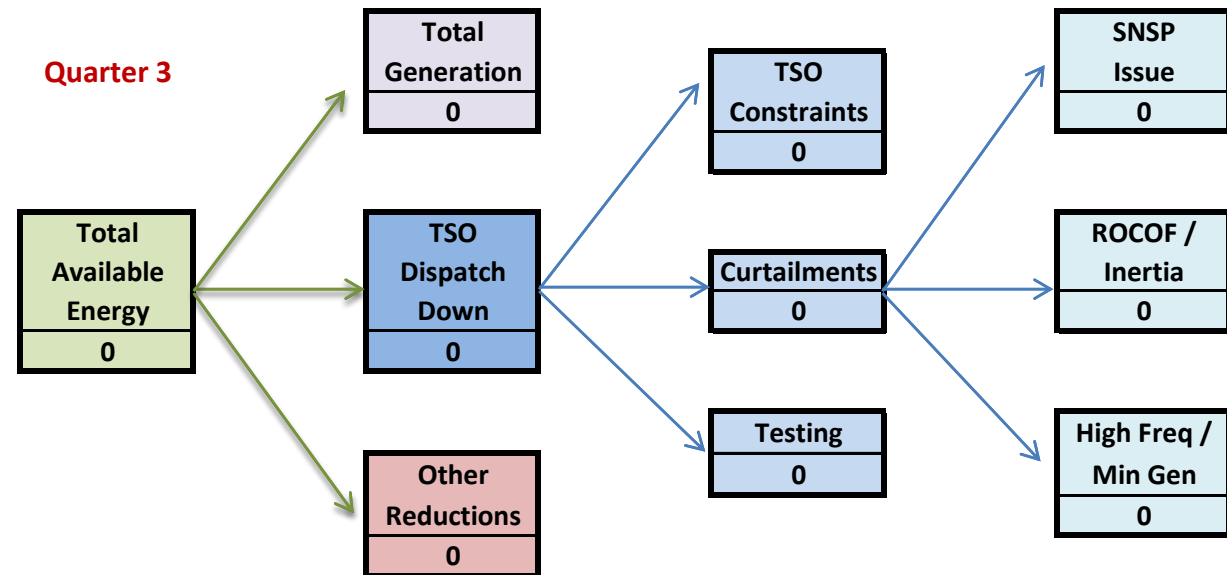 Quarter 3
Total
Generation
0
TSO
Constraints
0
SNSP
Issue
0
Total
Available
Energy
0
TSO
Dispatch
Down
0
Curtailments
0
ROCOF /
Inertia
0
Other
Reductions
0
Testing
0
High Freq /
Min Gen
0